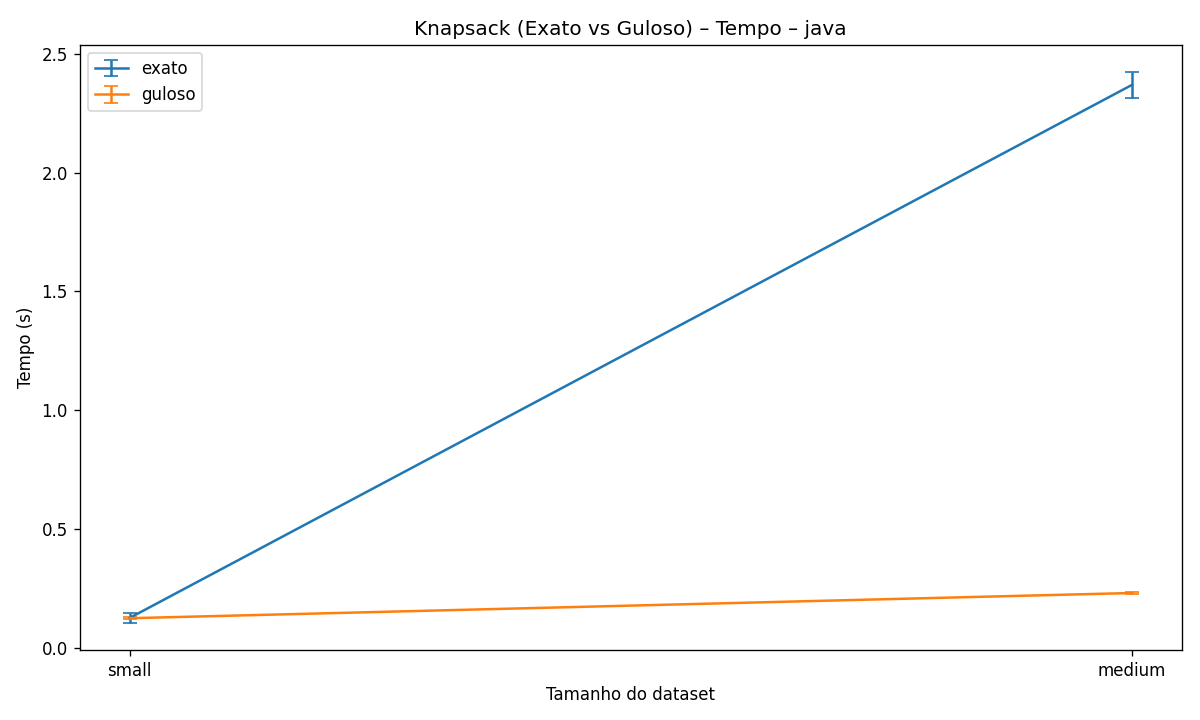 Knapsack (Exato vs Guloso) – Tempo – java
exato
guloso
Tempo (s)
2.5
2.0
1.5
1.0
0.5
0.0
small
medium
Tamanho do dataset